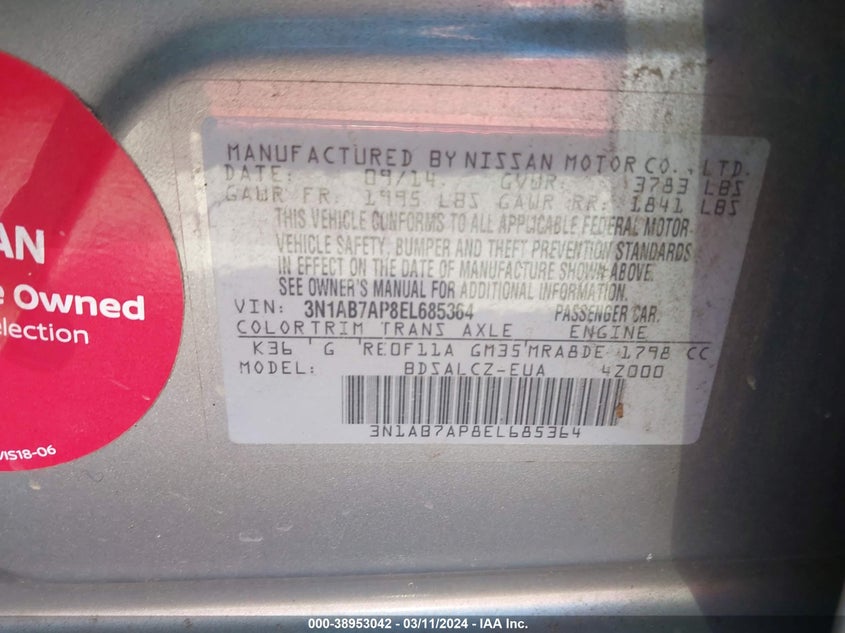 AN
e Owned
election
VIS18-06
MANUFACTURED BY NISSAN MOTOR CO., LTD.
DATE: 09/14 GVWR: 3783 LBS
GAWR FR: 1995 LBS GAWR RR: 1841 LBS
THIS VEHICLE CONFORMS TO ALL APPLICABLE FEDERAL MOTOR
VEHICLE SAFETY, BUMPER AND THEFT PREVENTION STANDARDS
IN EFFECT ON THE DATE OF MANUFACTURE SHOWN ABOVE.
SEE OWNER'S MANUAL FOR ADDITIONAL INFORMATION.
VIN: 3N1AB7AP8EL685364 PASSENGER CAR.
COLORTRIM TRANS AXLE ENGINE
K36 G RE0F11A GM35 MRA8DE 1798 CC
MODEL: BDSALCZ-EUA 4Z000
3N1AB7AP8EL685364
000-38953042 - 03/11/2024 - IAA Inc.